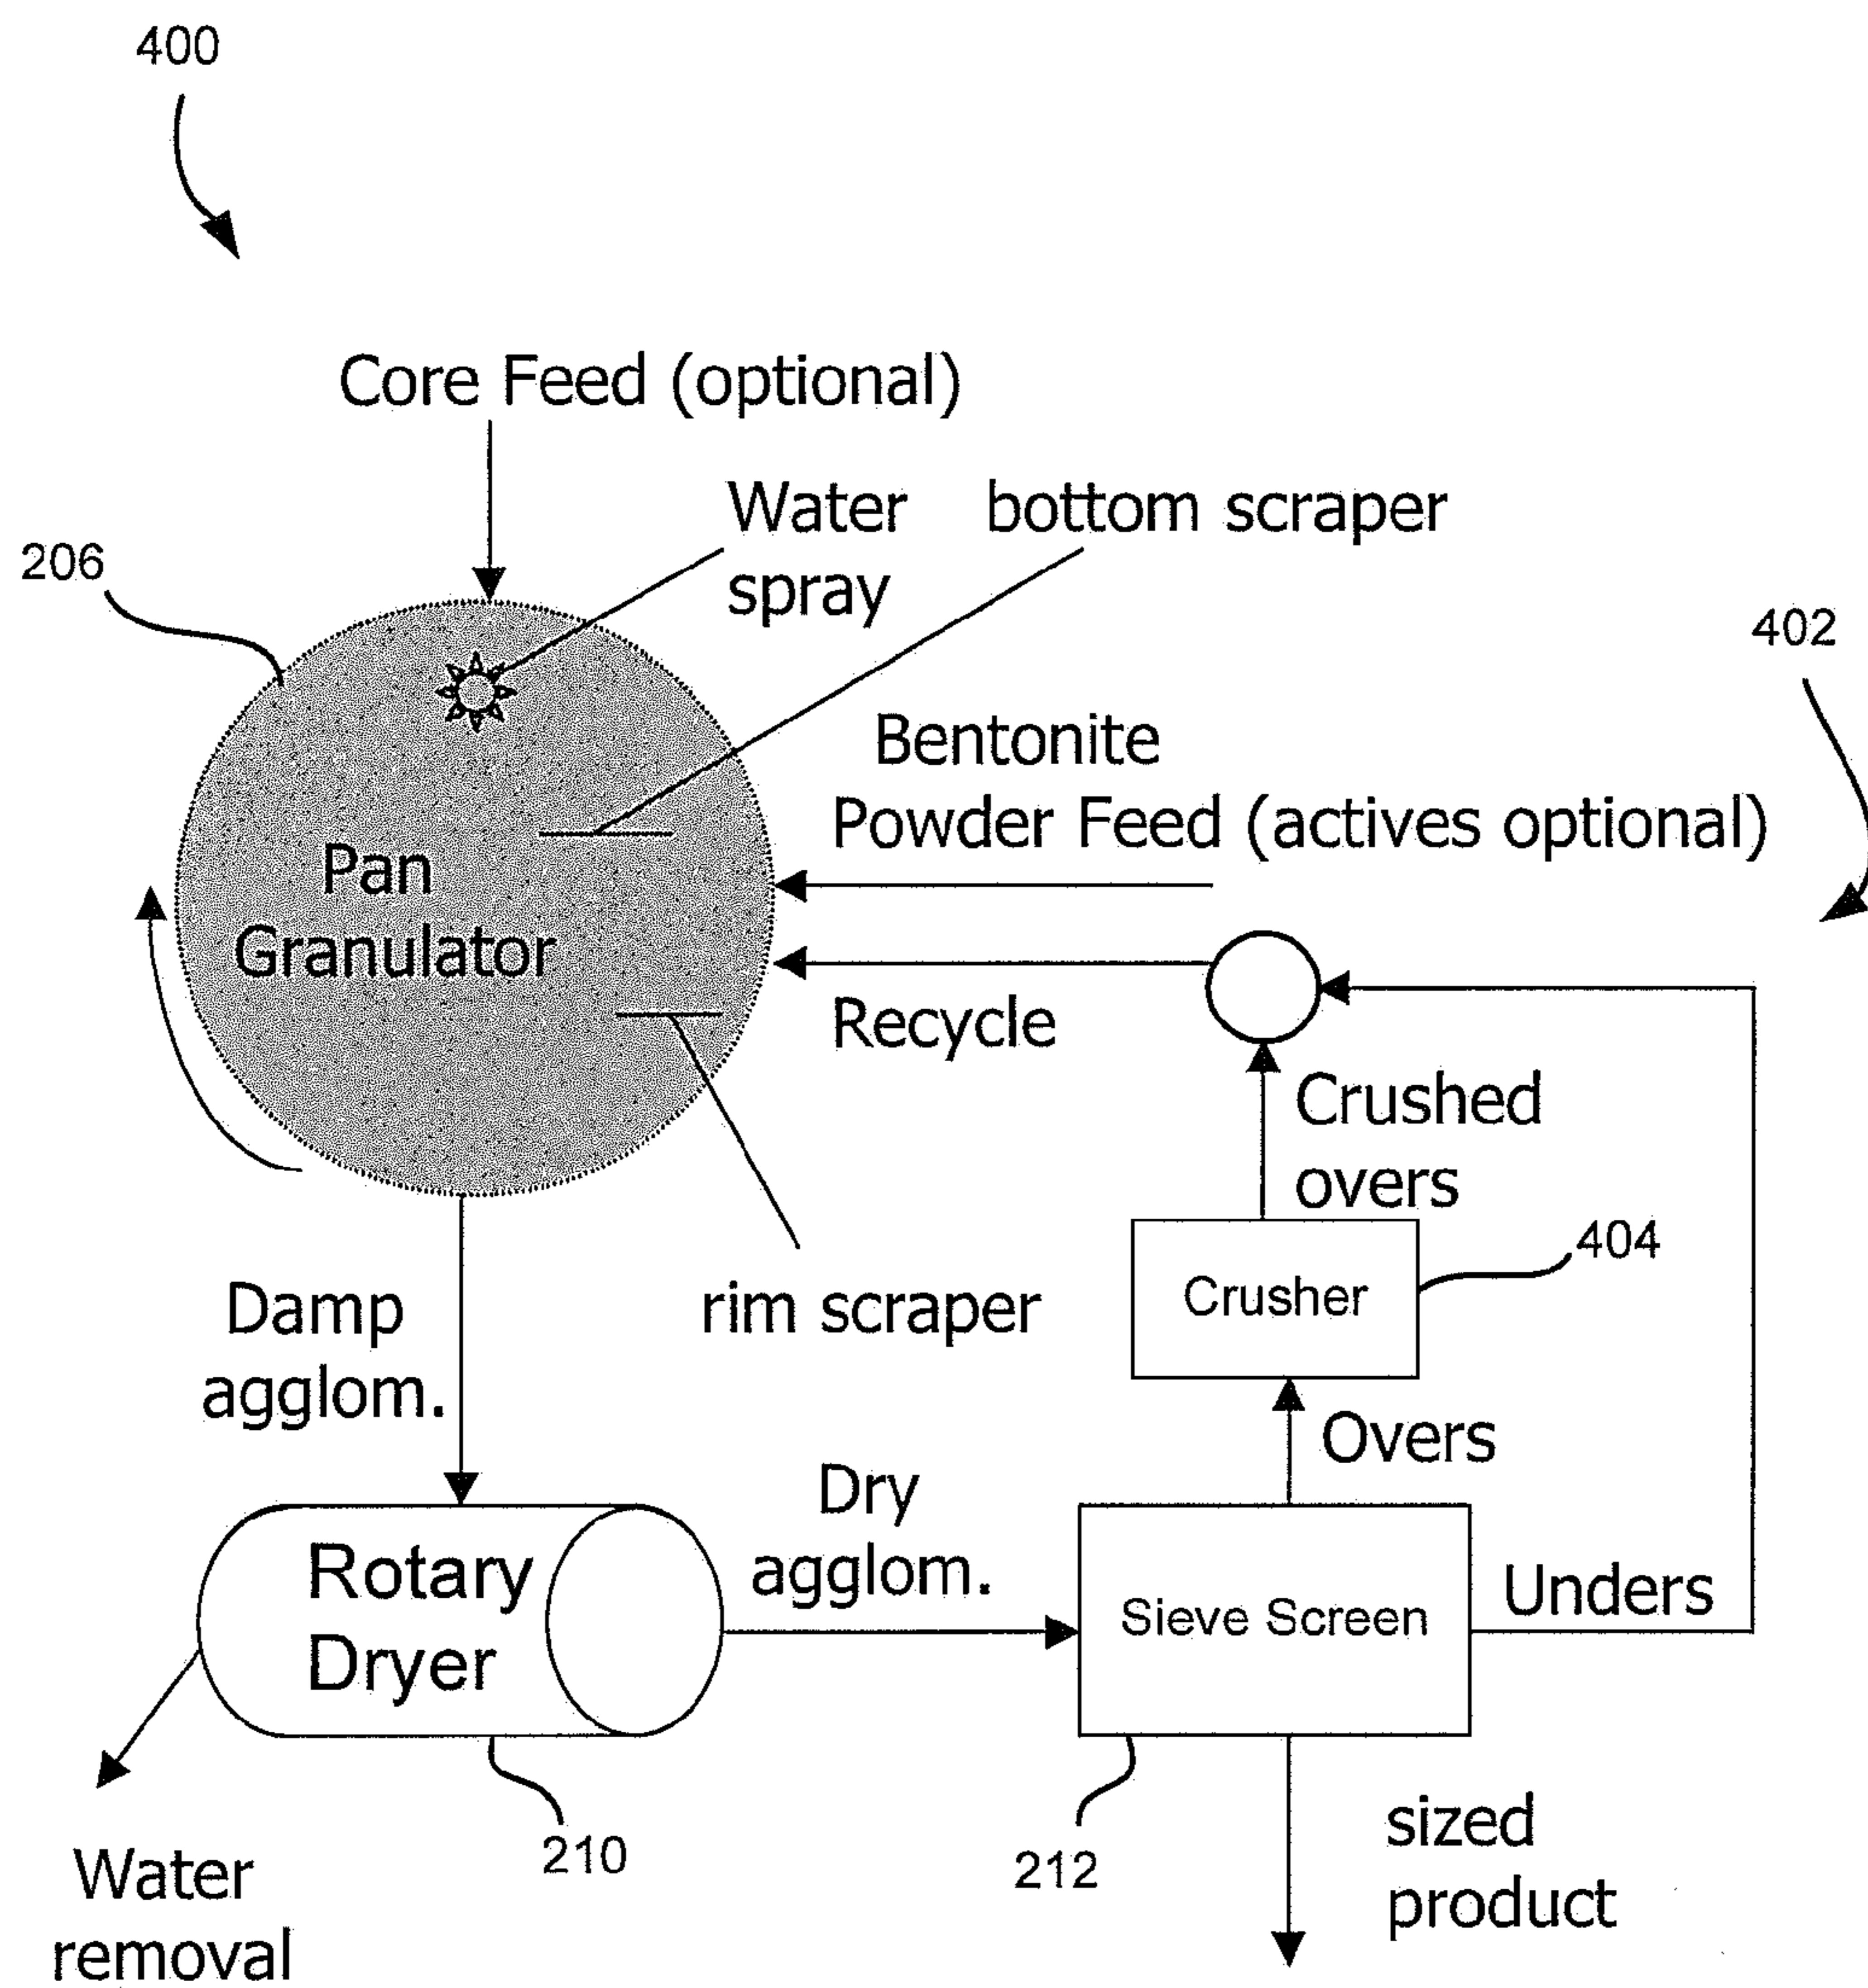 400
Core Feed (optional)
Water
spray
bottom scraper
206
402
Bentonite
Powder Feed (actives optional)
Pan
Granulator
Recycle
Crushed
overs
404
Crusher
rim scraper
Damp
agglom.
Overs
Dry
agglom.
Rotary
Dryer
Sieve Screen
Unders
210
212
Water
removal
sized
product